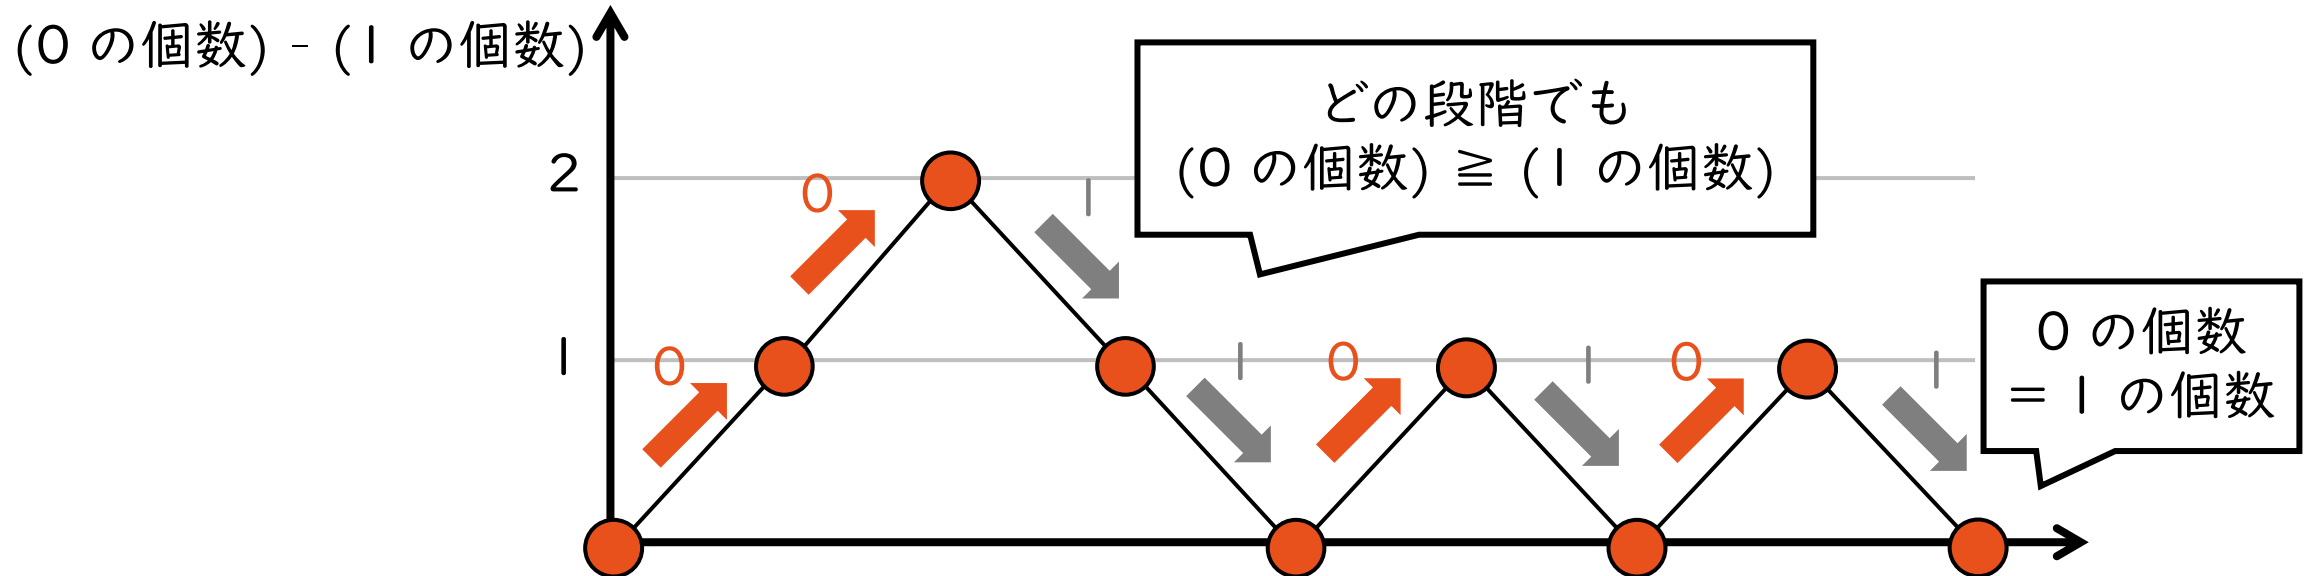 (0 の個数) - (1 の個数)
どの段階でも
(0 の個数) ≧ (1 の個数)
2
0
1
0 の個数
= 1 の個数
1
0
1
0
1
0
1